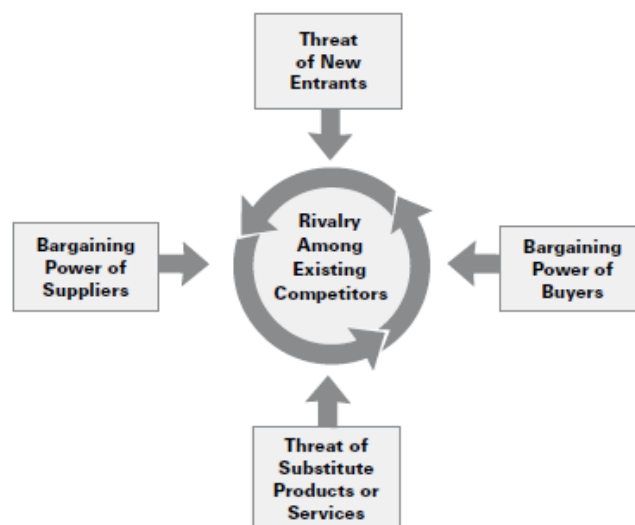 Threat
of New
Entrants
Bargaining
Power of
Suppliers
Rivalry
Among
Existing
Competitors
Bargaining
Power of
Buyers
Threat of
Substitute
Products or
Services